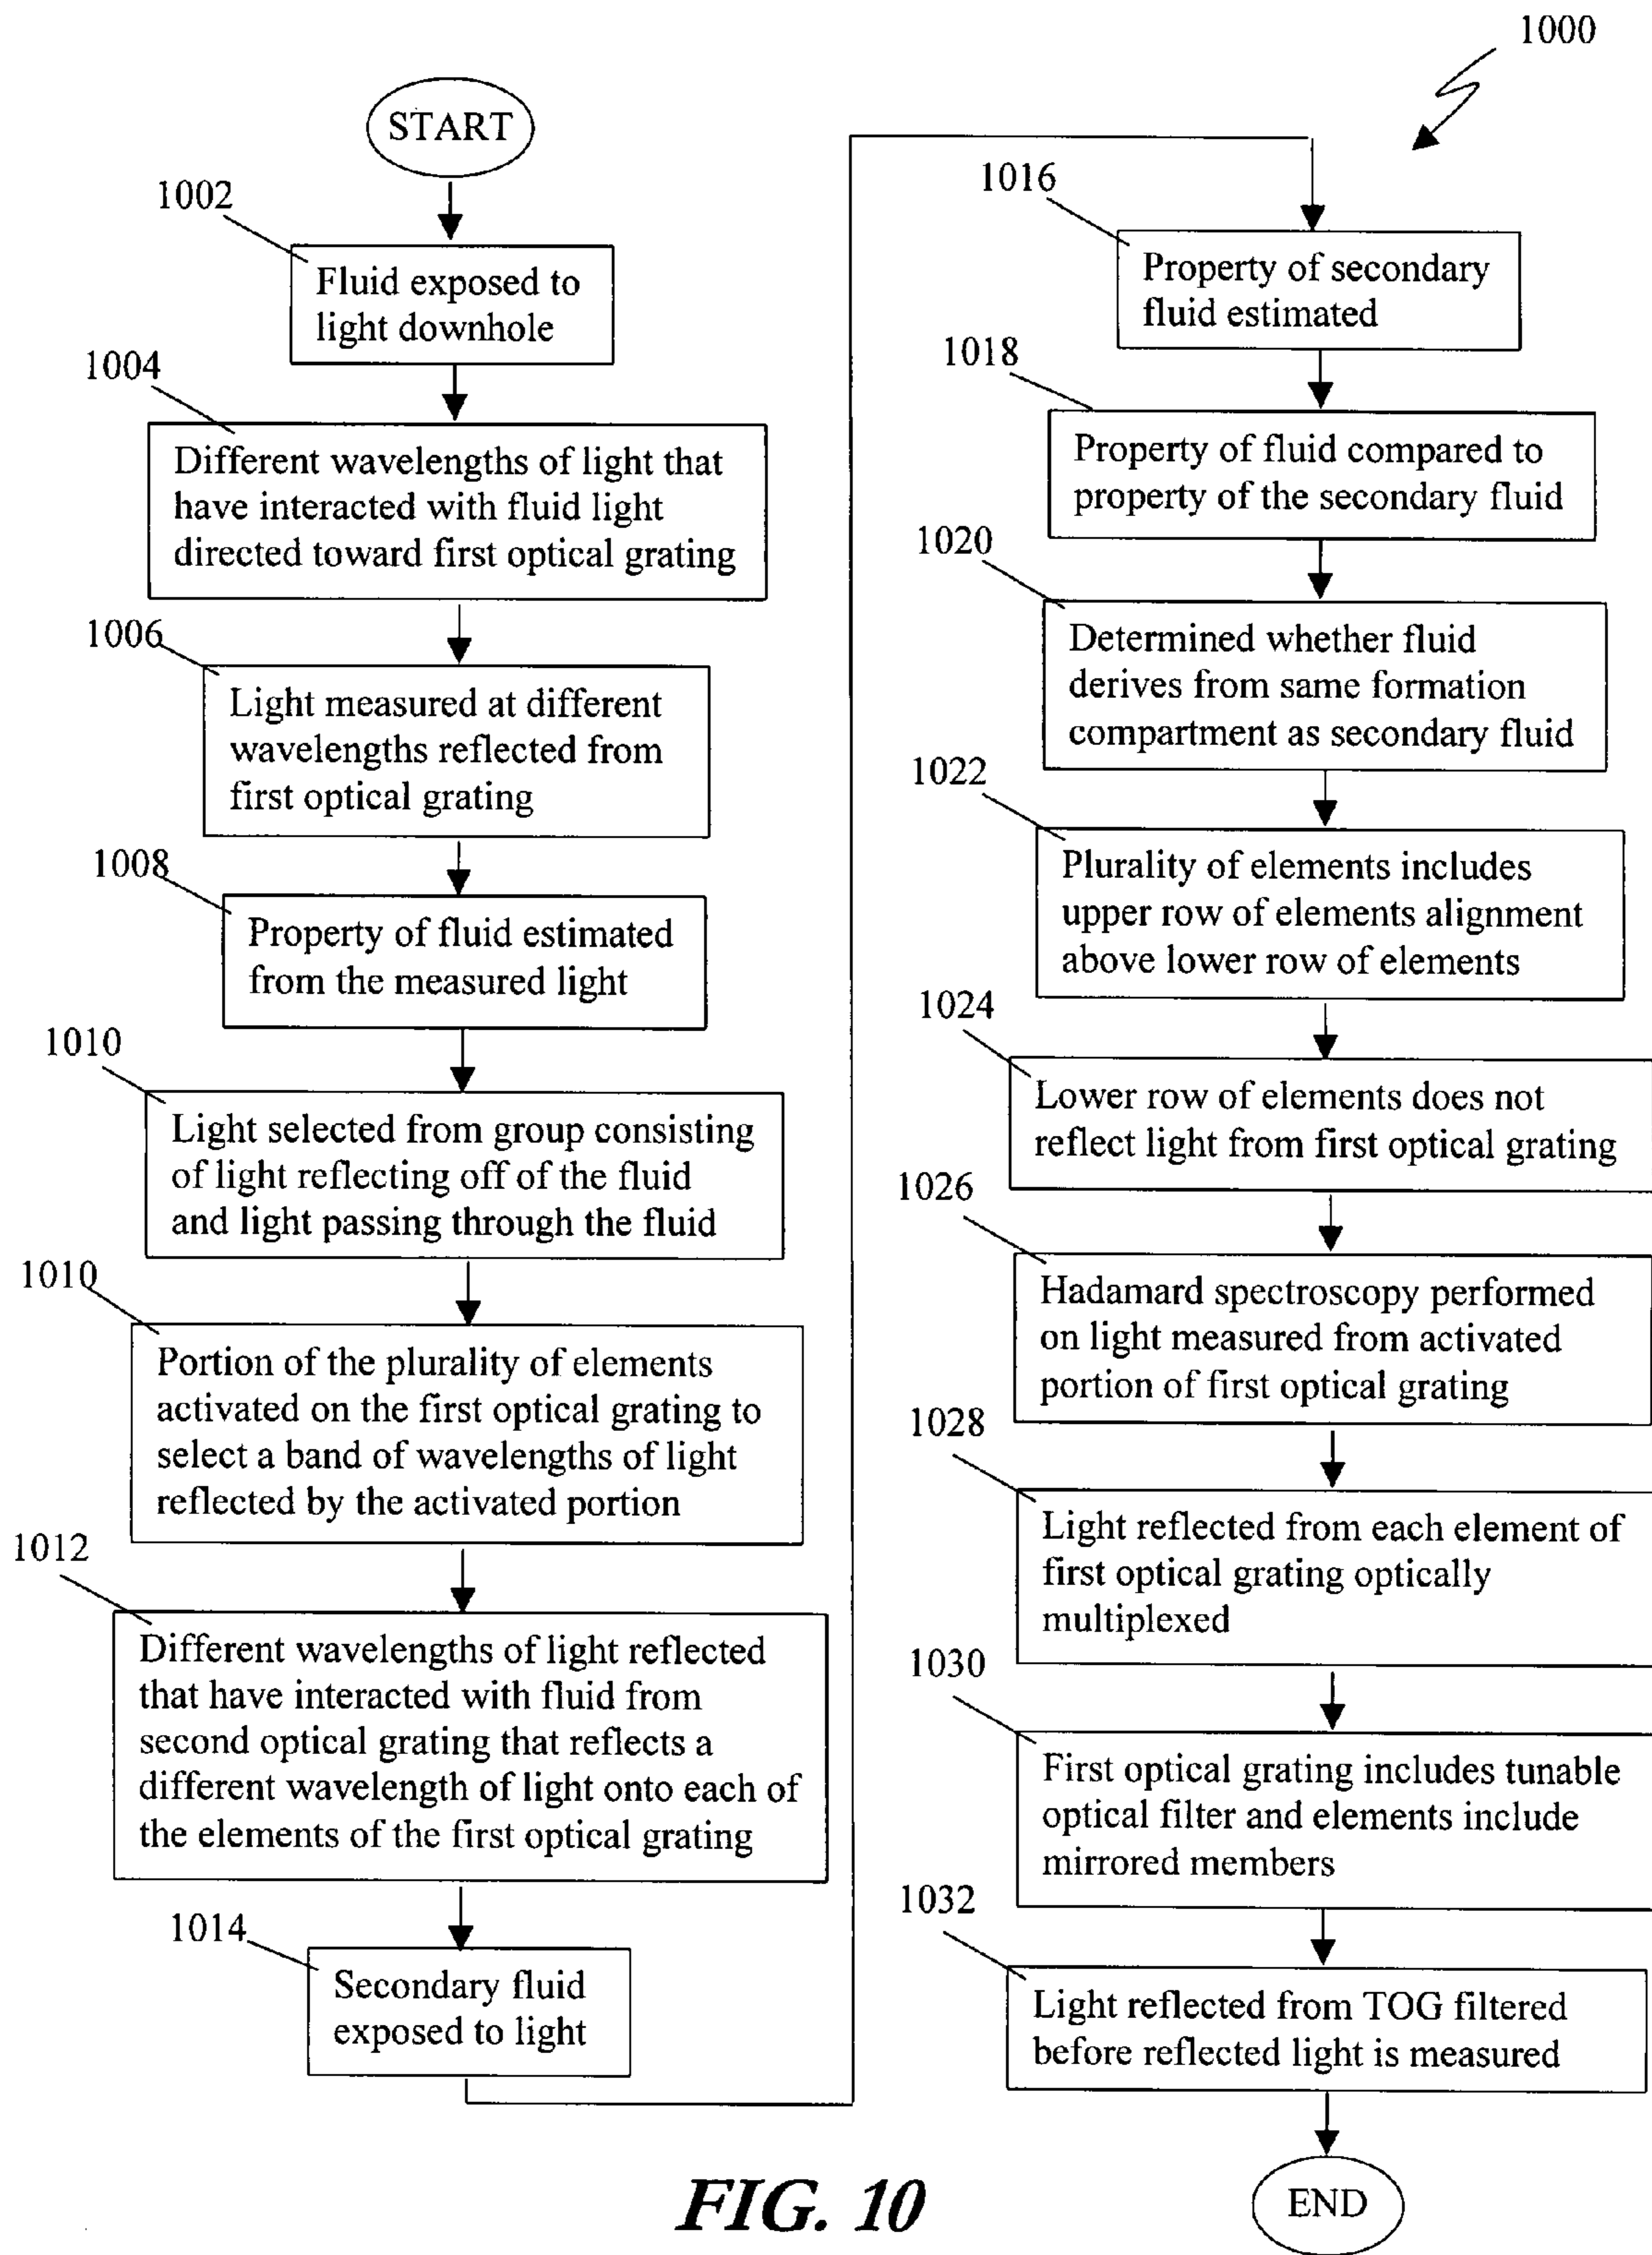 1000
START
1002
Fluid exposed to
light downhole
1004
Different wavelengths of light that
have interacted with fluid light
directed toward first optical grating
1006
Light measured at different
wavelengths reflected from
first optical grating
1008
Property of fluid estimated
from the measured light
1010
Light selected from group consisting
of light reflecting off of the fluid
and light passing through the fluid
1010
Portion of the plurality of elements
activated on the first optical grating to
select a band of wavelengths of light
reflected by the activated portion
1012
Different wavelengths of light reflected
that have interacted with fluid from
second optical grating that reflects a
different wavelength of light onto each of
the elements of the first optical grating
1014
Secondary fluid
exposed to light
1016
Property of secondary
fluid estimated
1018
Property of fluid compared to
property of the secondary fluid
1020
Determined whether fluid
derives from same formation
compartment as secondary fluid
1022
Plurality of elements includes
upper row of elements alignment
above lower row of elements
1024
Lower row of elements does not
reflect light from first optical grating
1026
Hadamard spectroscopy performed
on light measured from activated
portion of first optical grating
1028
Light reflected from each element of
first optical grating optically
multiplexed
1030
First optical grating includes tunable
optical filter and elements include
mirrored members
1032
Light reflected from TOG filtered
before reflected light is measured
END
FIG. 10